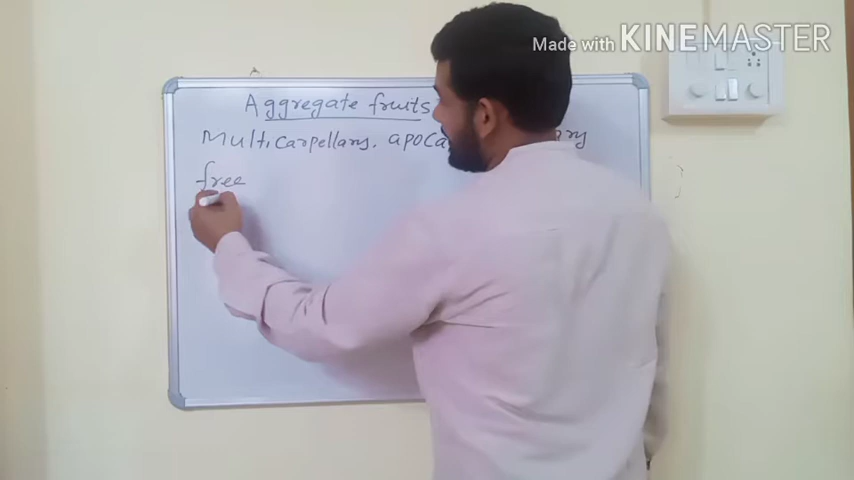 Made with KINEMASTER
Aggregate fruits
Multicarpellary. apoca
free